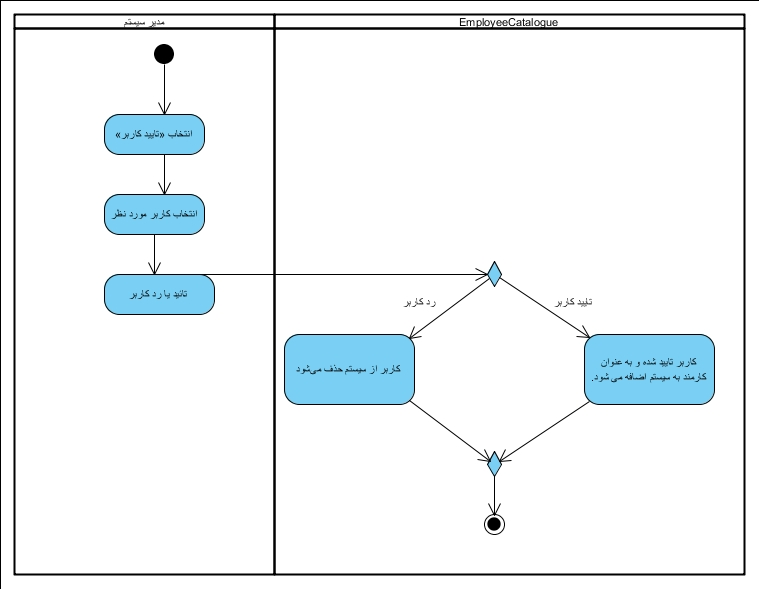 مدیر سیستم
EmployeeCatalogue
انتخاب «تایید کاربر»
انتخاب کاربر مورد نظر
تائید یا رد کاربر
رد کاربر
تایید کاربر
کاربر از سیستم حذف می‌شود
کاربر تایید شده و به عنوان
کارمند به سیستم اضافه می شود.